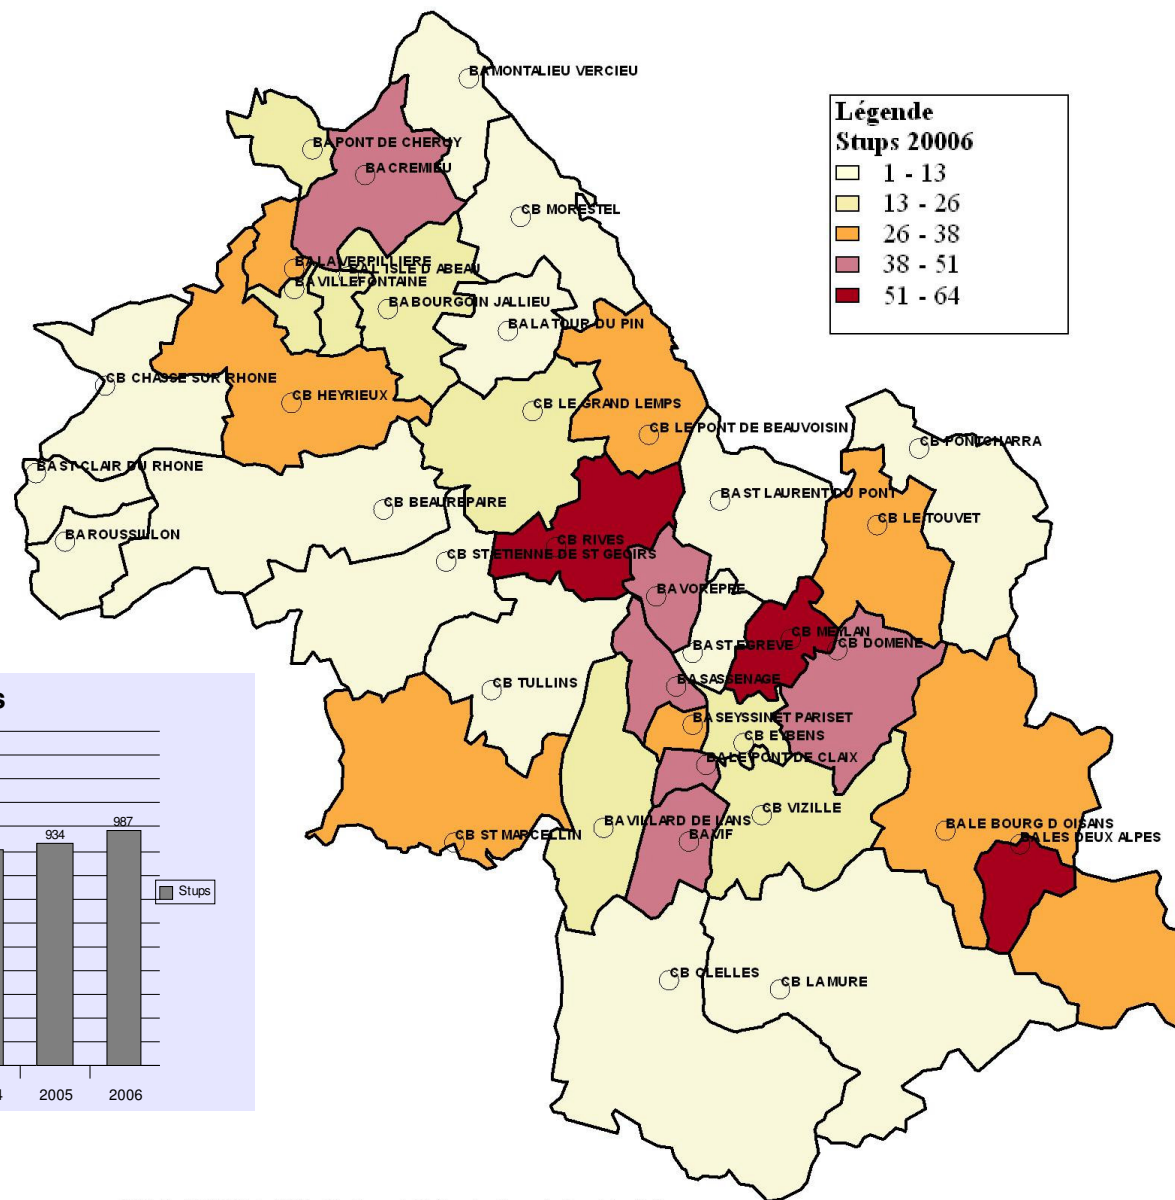 BA MONTALIEU VERCIEU
Légende
Stups 20006
1 - 13
13 - 26
26 - 38
38 - 51
51 - 64
BA PONT DE CHERUY
BA CREMIEU
CB MORESTEL
BA LA VERPILLIERE
BA L ISLE D ABEAU
BA VILLEFONTAINE
BA BOURGOIN JALLIEU
BA LA TOUR DU PIN
CB CHASSE SUR RHONE
CB HEYRIEUX
CB LE GRAND LEMPS
CB LE PONT DE BEAUVOISIN
CB PONTCHARRA
BA ST CLAIR DU RHONE
CB BEAUREPAIRE
BA ST LAURENT DU PONT
CB LE TOUVET
BA ROUSSILLON
CB RIVES
CB ST ETIENNE DE ST GEOIRS
BA VOREPPE
CB MEYLAN
BA ST EGREVE
CB DOMENE
CB TULLINS
BA SASSENAGE
BA SEYSSINET PARISET
CB EYBENS
BA LE PONT DE CLAIX
CB VIZILLE
BA VILLARD DE LANS
CB ST MARCELLIN
BA VIF
BA LE BOURG D OISANS
BA LES DEUX ALPES
CB CLELLES
CB LA MURE
s
934
987
Stups
4
2005
2006